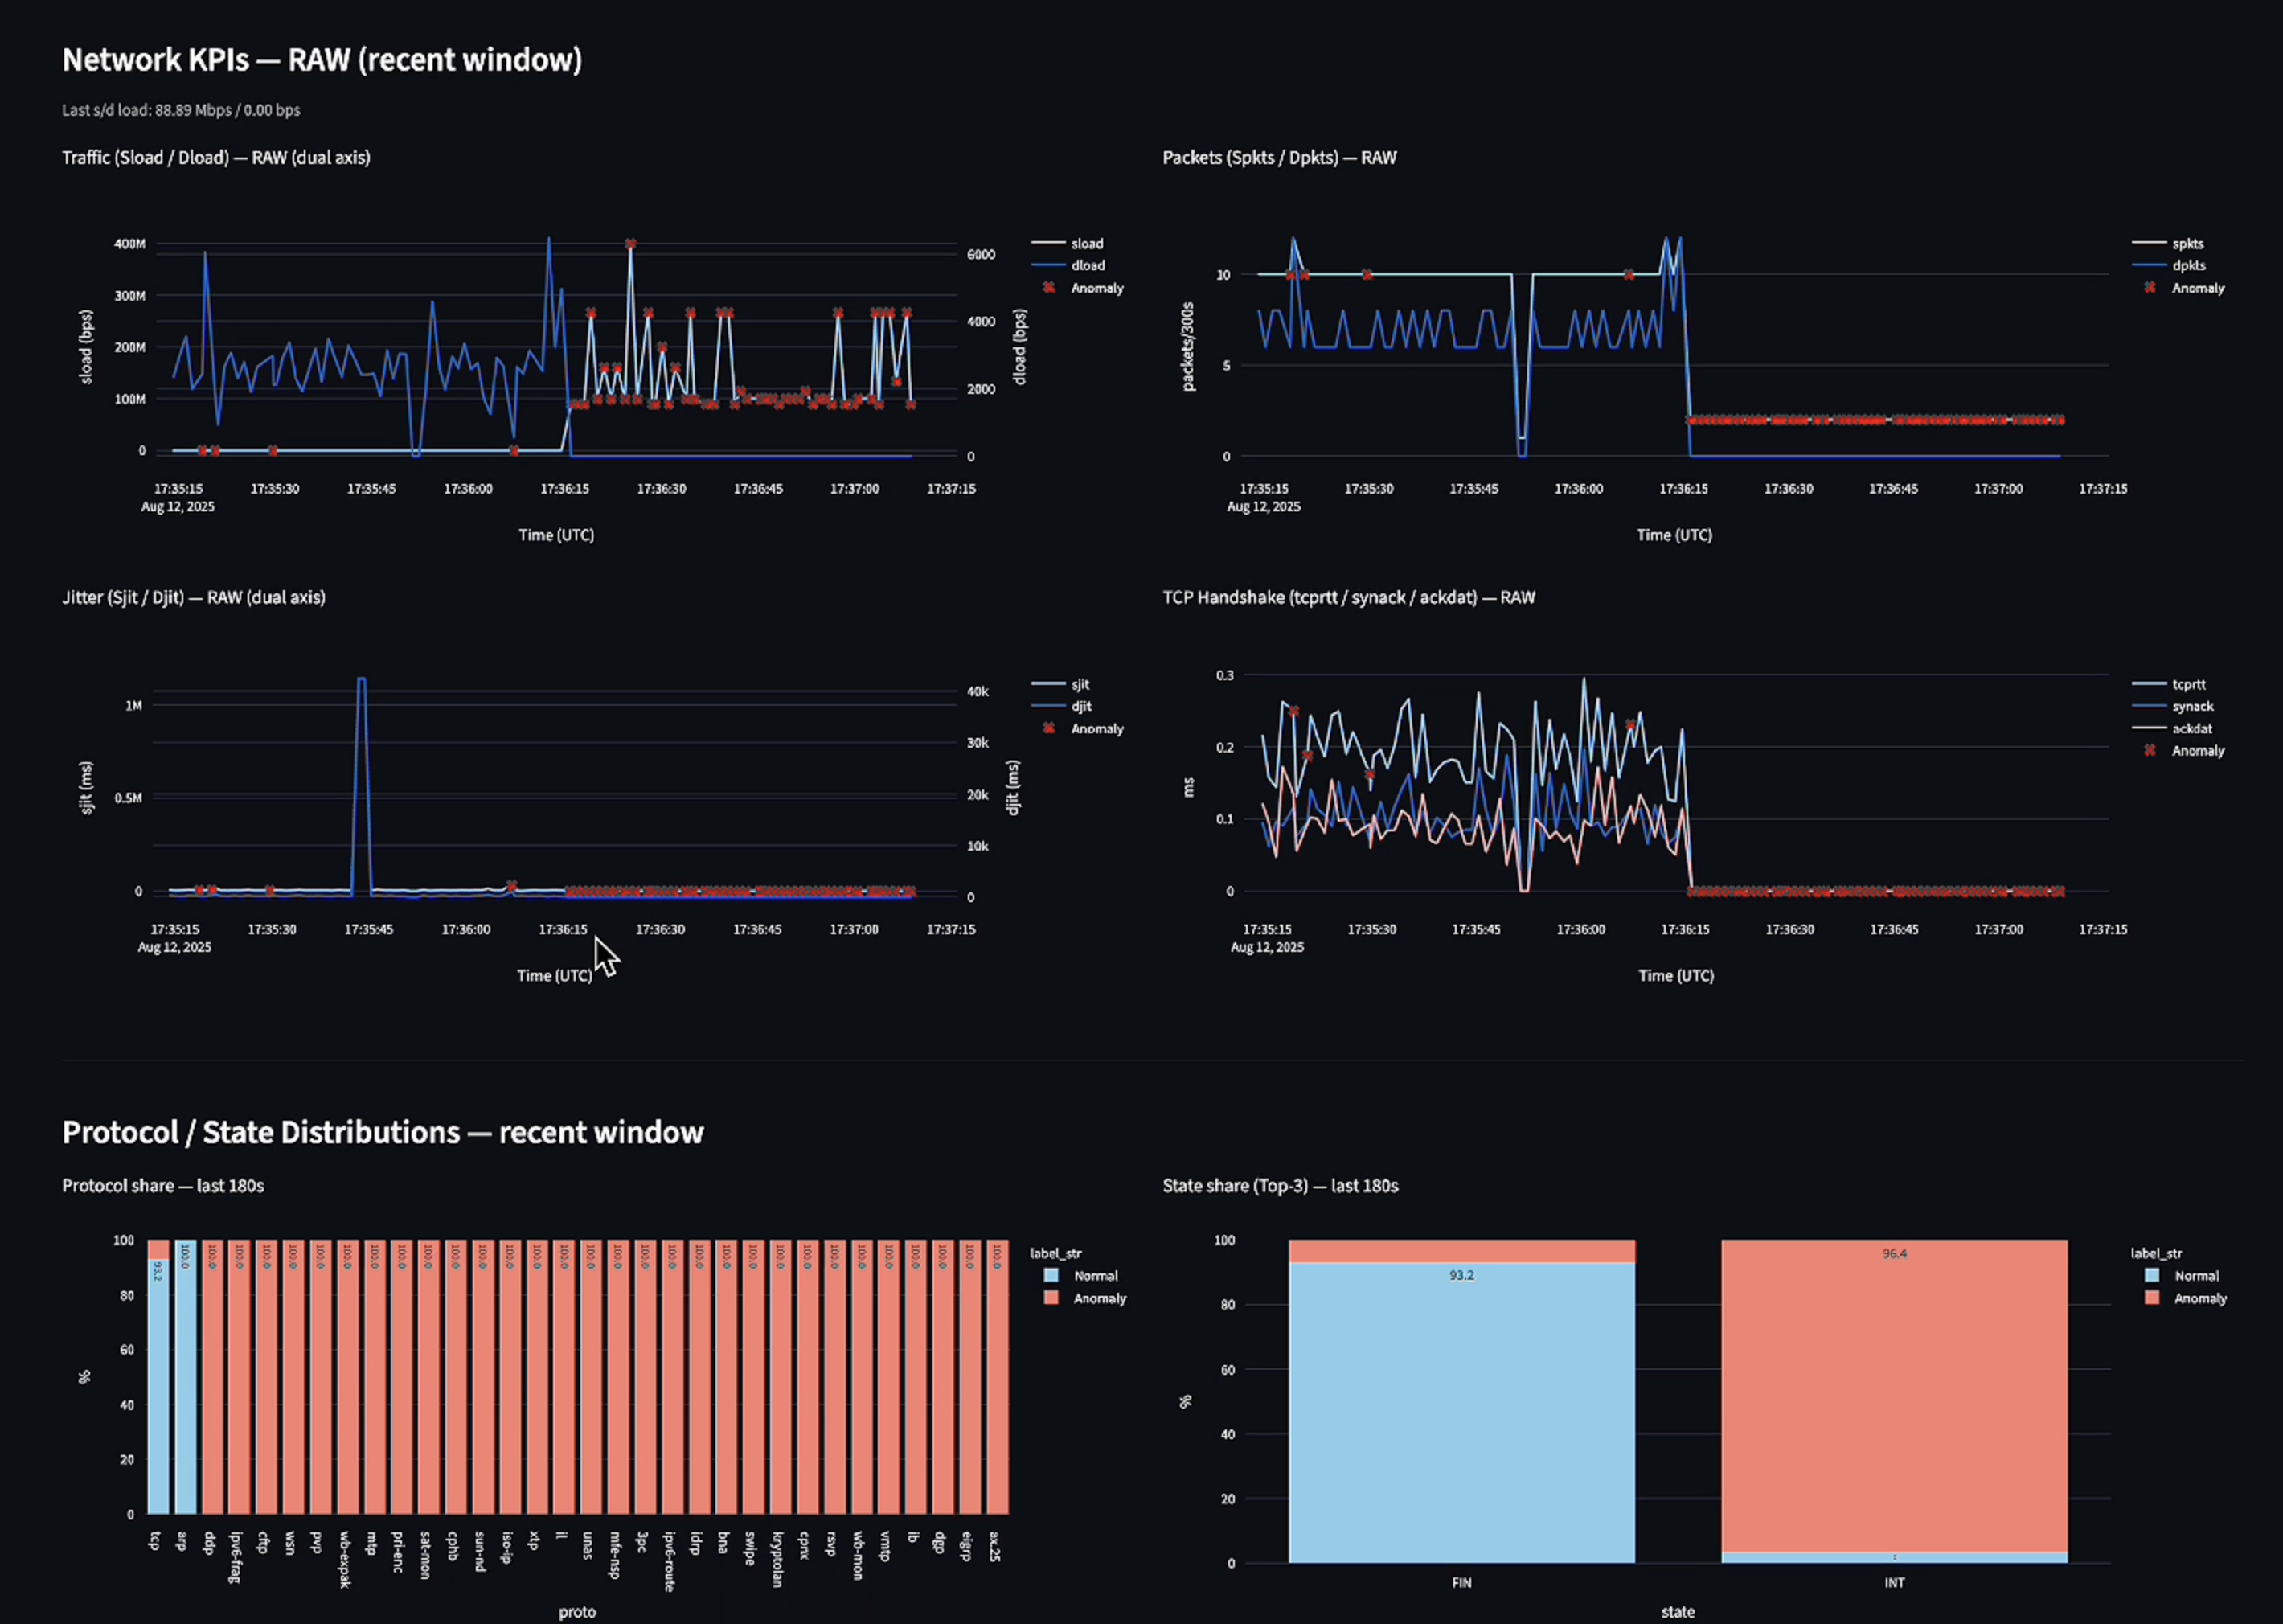 Network KPIs — RAW (recent window)
Last s/d load: 88.89 Mbps / 0.00 bps
Traffic (Sload / Dload) — RAW (dual axis)
400M
300M
200M
100M
0
sload (bps)
6000
4000
2000
0
dload (bps)
sload
dload
Anomaly
17:35:15 17:35:30 17:35:45 17:36:00 17:36:15 17:36:30 17:36:45 17:37:00 17:37:15
Aug 12, 2025
Time (UTC)
Packets (Spkts / Dpkts) — RAW
10
5
0
packets/300s
spkts
dpkts
Anomaly
17:35:15 17:35:30 17:35:45 17:36:00 17:36:15 17:36:30 17:36:45 17:37:00 17:37:15
Aug 12, 2025
Time (UTC)
Jitter (Sjit / Djit) — RAW (dual axis)
1M
0.5M
0
sjit (ms)
40k
30k
20k
10k
0
djit (ms)
sjit
djit
Anomaly
17:35:15 17:35:30 17:35:45 17:36:00 17:36:15 17:36:30 17:36:45 17:37:00 17:37:15
Aug 12, 2025
Time (UTC)
TCP Handshake (tcprtt / synack / ackdat) — RAW
0.3
0.2
0.1
0
ms
tcprtt
synack
ackdat
Anomaly
17:35:15 17:35:30 17:35:45 17:36:00 17:36:15 17:36:30 17:36:45 17:37:00 17:37:15
Aug 12, 2025
Time (UTC)
Protocol / State Distributions — recent window
Protocol share — last 180s
100
80
60
40
20
0
%
93.2 100.0 100.0 100.0 100.0 100.0 100.0 100.0 100.0 100.0 100.0 100.0 100.0 100.0 100.0 100.0 100.0 100.0 100.0 100.0 100.0 100.0 100.0 100.0 100.0 100.0 100.0 100.0 100.0 100.0 100.0 100.0
tcp arp ddp ipv6-frag cftp wsn pvp wb-expak mtp pri-enc sat-mon cphb sun-nd iso-ip xtp il unas mfe-nsp 3pc ipv6-route idrp bna swipe kryptolan cpnx rsvp wb-mon vmtp ib dgp eigrp ax.25
proto
label_str
Normal
Anomaly
State share (Top-3) — last 180s
100
80
60
40
20
0
%
93.2
96.4
FIN INT
state
label_str
Normal
Anomaly